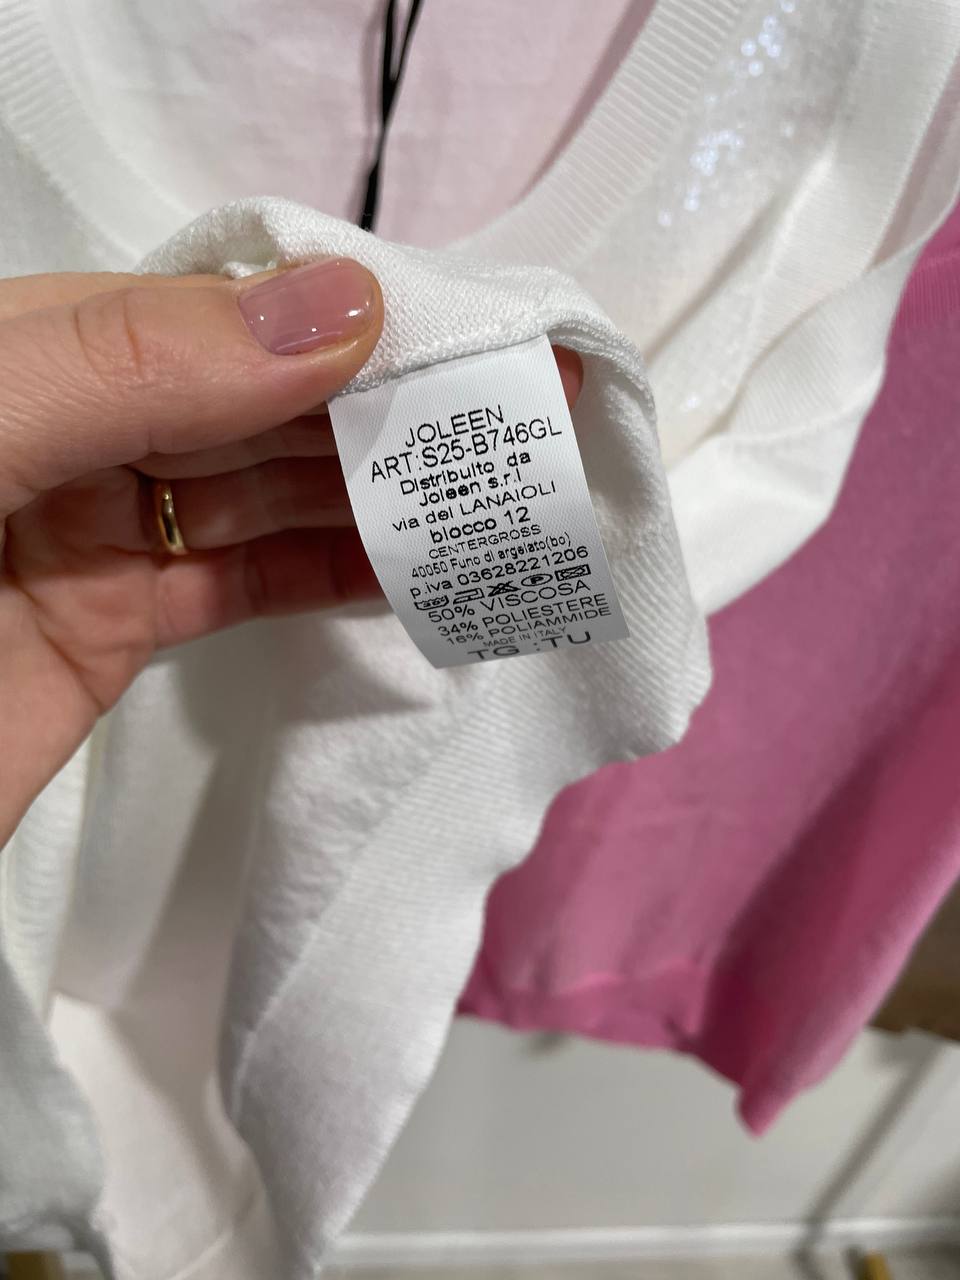 JOLEEN
ART:S25-B746GL
Distribuito da
Joleen s.r.l
via dei LANAIOLI
blocco 12
CENTERGROSS
40050 Funo di argelato(bo)
p.iva 03628221206
50% VISCOSA
34% POLIESTERE
16% POLIAMMIDE
MADE IN ITALY
TG :TU